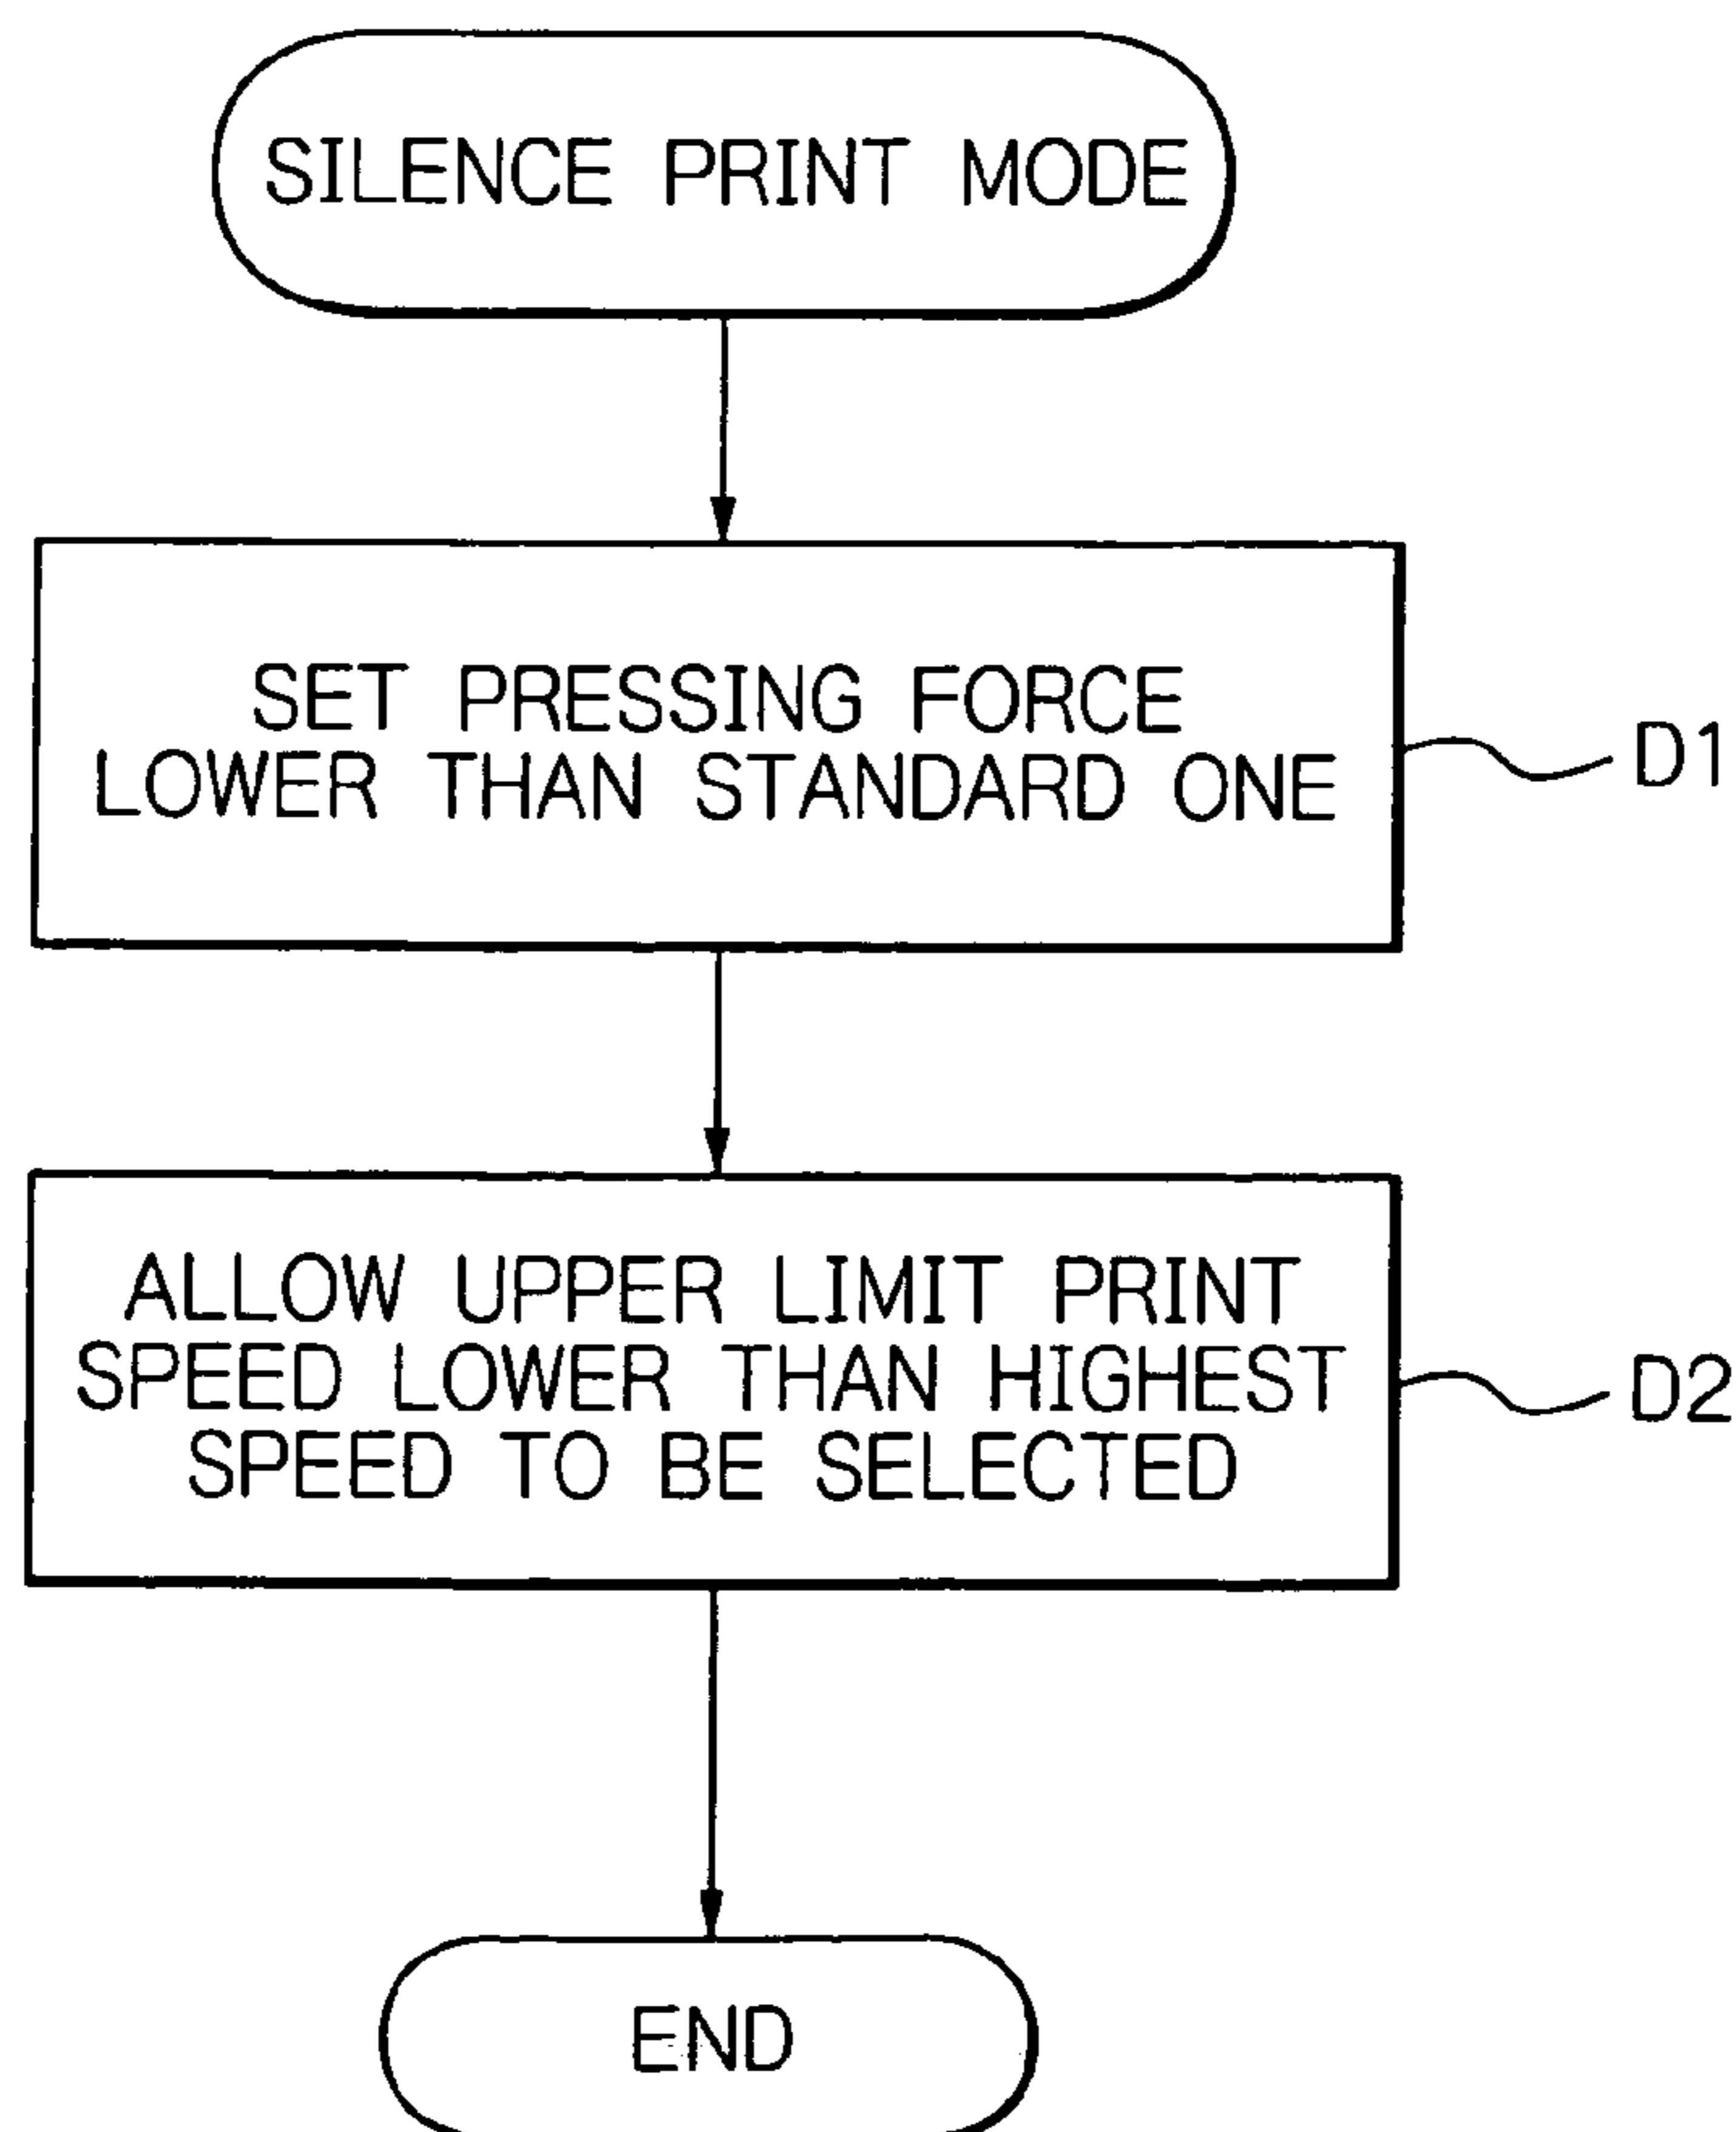 SILENCE PRINT MODE
SET PRESSING FORCE
LOWER THAN STANDARD ONE
D1
ALLOW UPPER LIMIT PRINT
SPEED LOWER THAN HIGHEST
SPEED TO BE SELECTED
D2
END